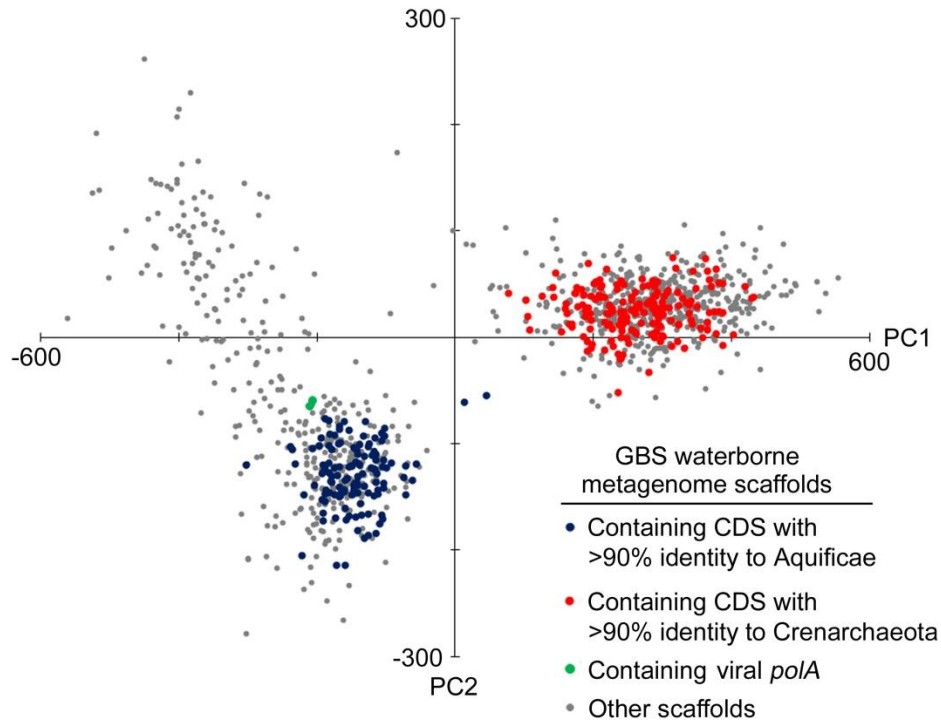 300
-600
PC1
600
GBS waterborne
metagenome scaffolds
Containing CDS with
>90% identity to Aquificae
Containing CDS with
>90% identity to Crenarchaeota
-300
Containing viral polA
PC2
Other scaffolds